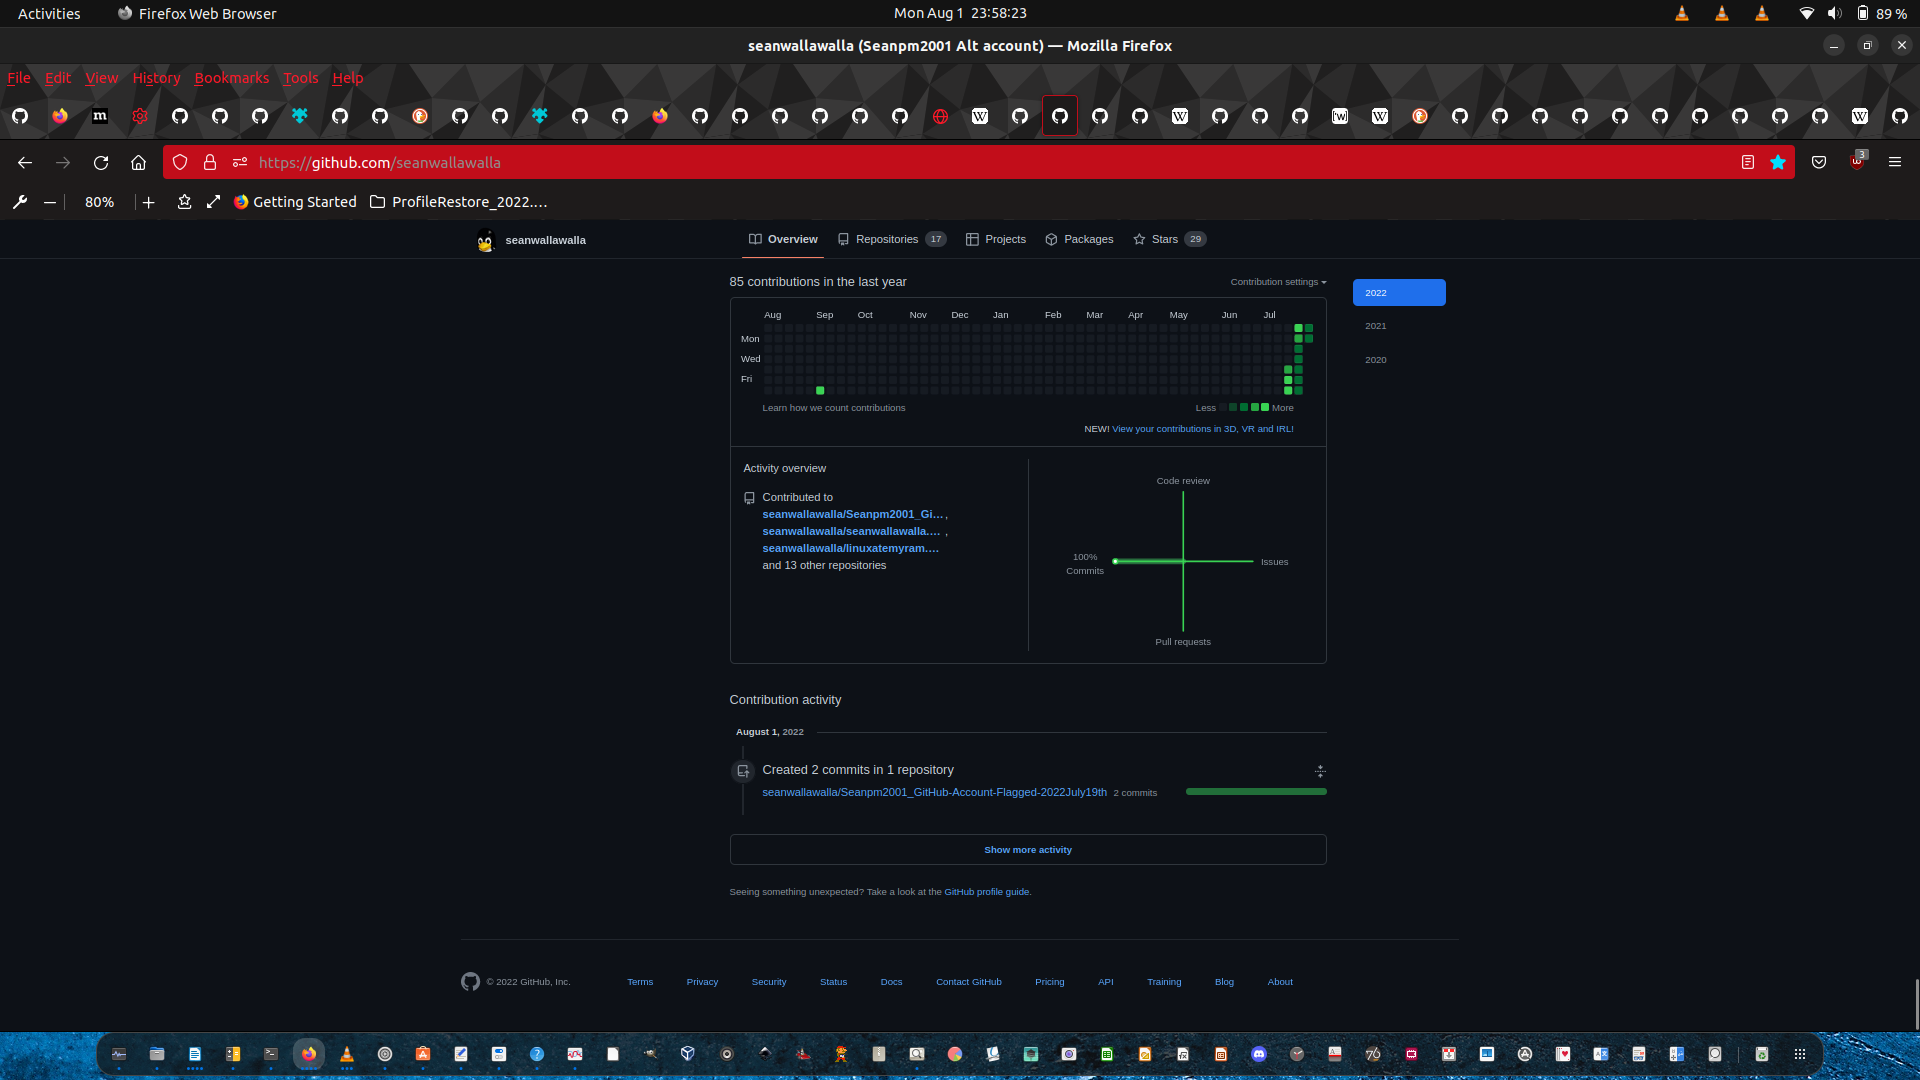 Activities Firefox Web Browser Mon Aug 1 23:58:23 89 %
seanwallawalla (Seanpm2001 Alt account) — Mozilla Firefox
File Edit View History Bookmarks Tools Help
https://github.com/seanwallawalla 3
80% Getting Started ProfileRestore_2022.…
seanwallawalla Overview Repositories 17 Projects Packages Stars 29
85 contributions in the last year Contribution settings
2022
2021
2020
Aug Sep Oct Nov Dec Jan Feb Mar Apr May Jun Jul
Mon
Wed
Fri
Learn how we count contributions Less More
NEW! View your contributions in 3D, VR and IRL!
Activity overview
Contributed to
seanwallawalla/Seanpm2001_Gi… ,
seanwallawalla/seanwallawalla.… ,
seanwallawalla/linuxatemyram.…
and 13 other repositories
Code review
100%
Commits
Issues
Pull requests
Contribution activity
August 1, 2022
Created 2 commits in 1 repository
seanwallawalla/Seanpm2001_GitHub-Account-Flagged-2022July19th 2 commits
Show more activity
Seeing something unexpected? Take a look at the GitHub profile guide.
© 2022 GitHub, Inc. Terms Privacy Security Status Docs Contact GitHub Pricing API Training Blog About